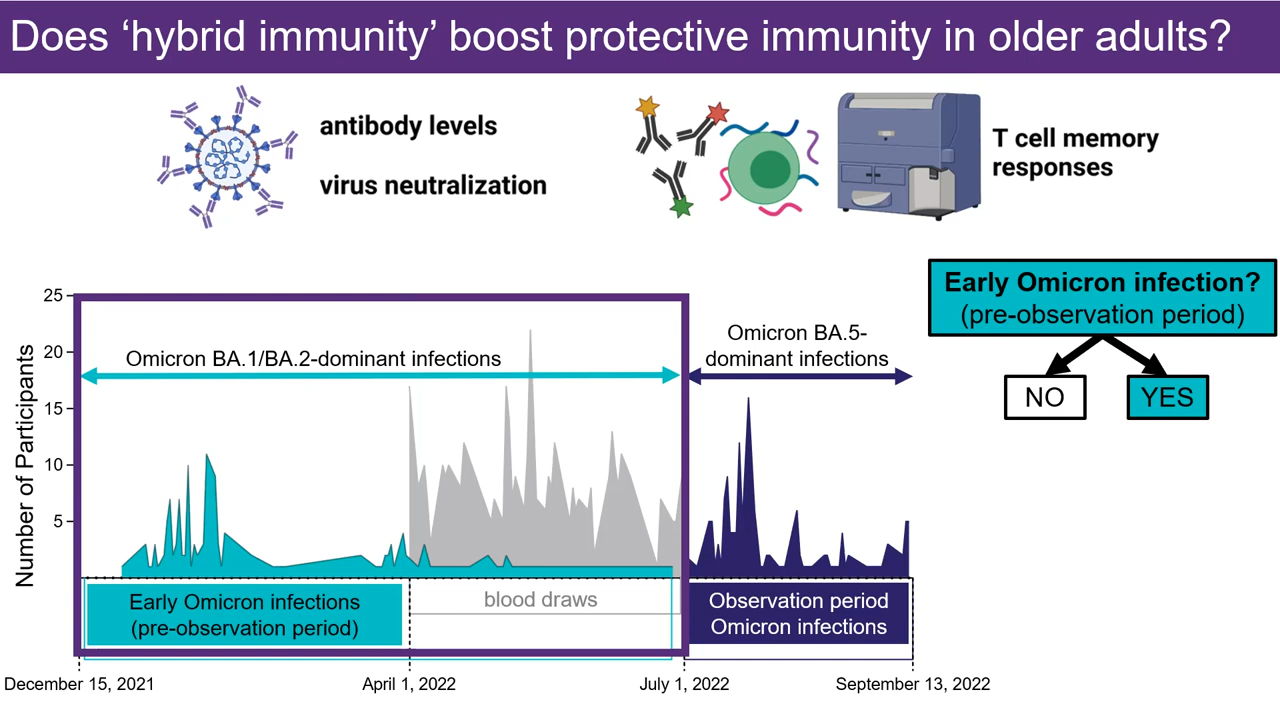 Does ‘hybrid immunity’ boost protective immunity in older adults?
antibody levels
virus neutralization
T cell memory
responses
Early Omicron infection?
(pre-observation period)
NO
YES
Number of Participants
25
20
15
10
5
Omicron BA.1/BA.2-dominant infections
Omicron BA.5-
dominant infections
Early Omicron infections
(pre-observation period)
blood draws
Observation period
Omicron infections
December 15, 2021
April 1, 2022
July 1, 2022
September 13, 2022